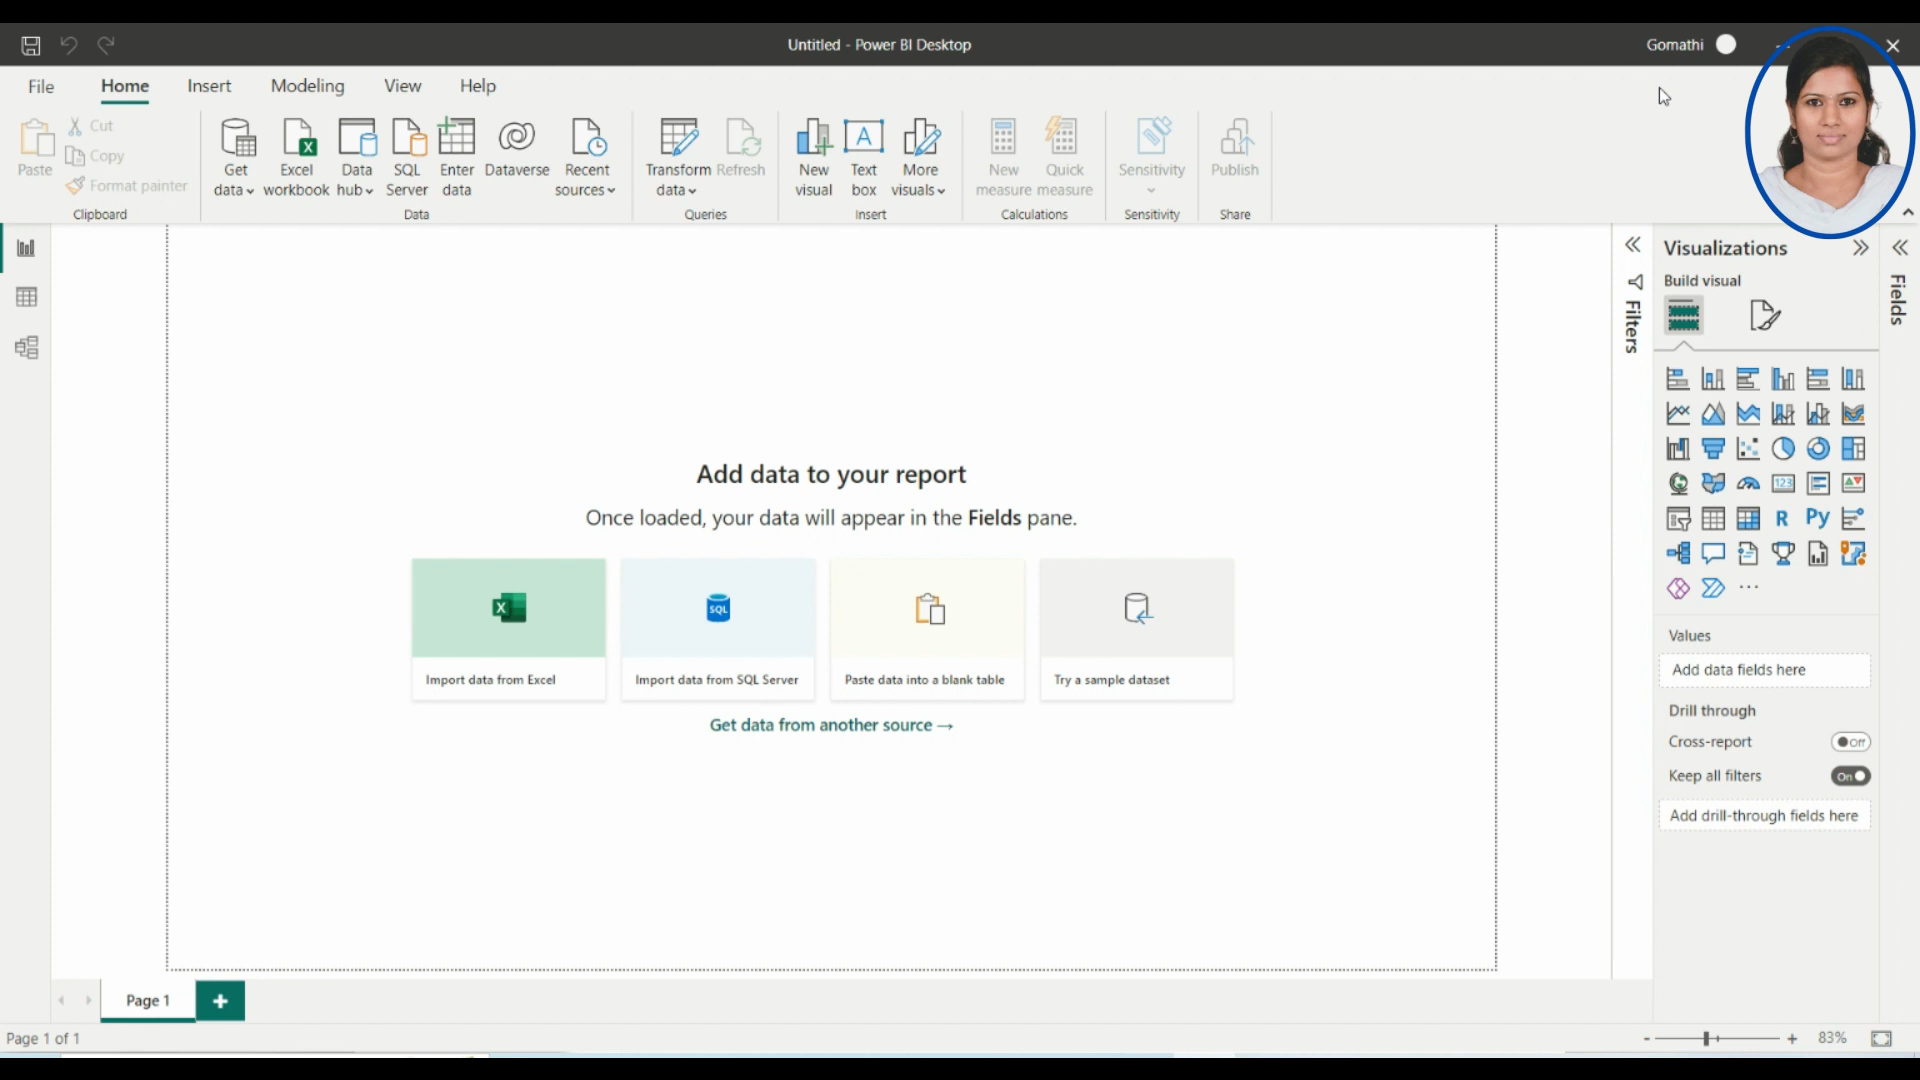 Untitled - Power BI Desktop
Gomathi
File Home Insert Modeling View Help
Paste
Cut
Copy
Format painter
Clipboard
Get data
Excel workbook
Data hub
SQL Server
Enter data
Dataverse
Recent sources
Data
Transform data
Refresh
Queries
New visual
Text box
More visuals
Insert
New measure
Quick measure
Calculations
Sensitivity
Sensitivity
Publish
Share
Add data to your report
Once loaded, your data will appear in the Fields pane.
SQL
Import data from Excel
Import data from SQL Server
Paste data into a blank table
Try a sample dataset
Get data from another source →
Filters
Visualizations
Build visual
123
R
Py
...
Values
Add data fields here
Drill through
Cross-report
Off
Keep all filters
On
Add drill-through fields here
Fields
Page 1
+
Page 1 of 1
- + 83%